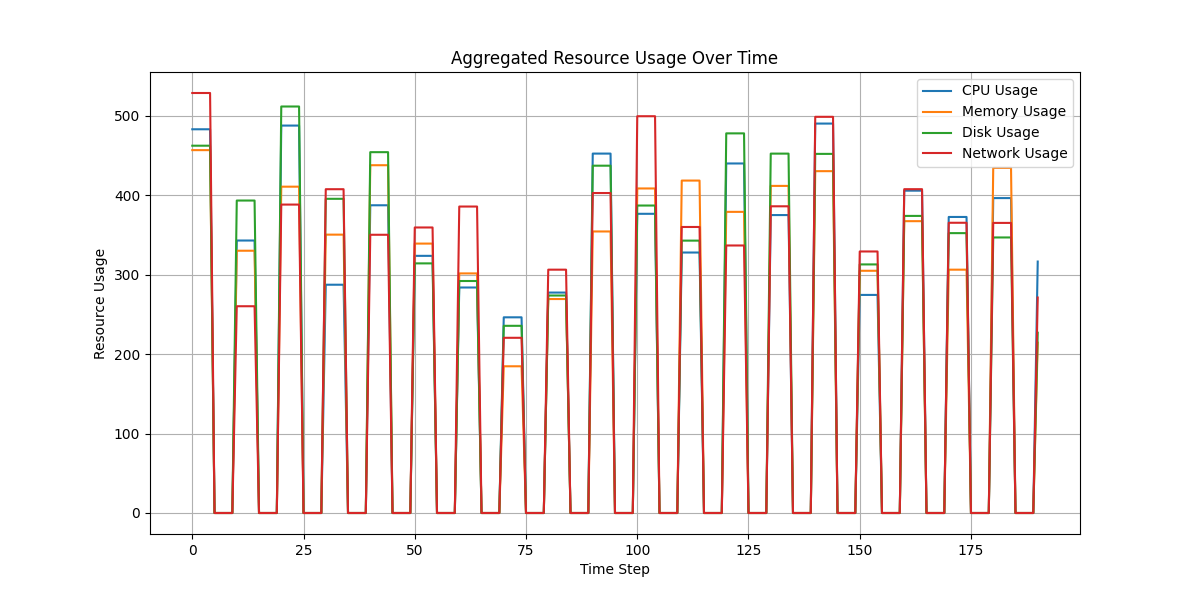 Aggregated Resource Usage Over Time
CPU Usage
Memory Usage
Disk Usage
Network Usage
Resource Usage
500
400
300
200
100
0
0 25 50 75 100 125 150 175
Time Step